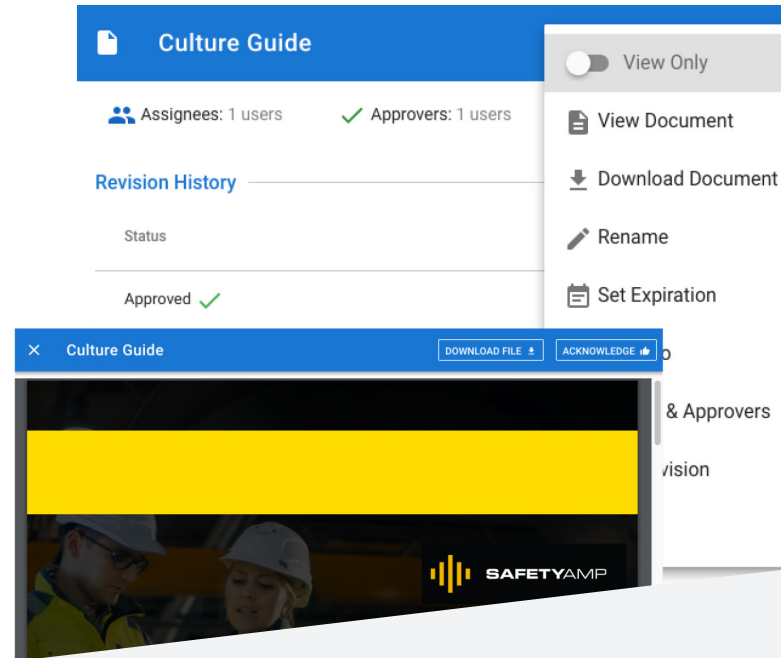 Culture Guide
View Only
Assignees: 1 users
Approvers: 1 users
View Document
Revision History
Download Document
Status
Rename
Approved
Set Expiration
Culture Guide
DOWNLOAD FILE
ACKNOWLEDGE
& Approvers
SAFETYAMP